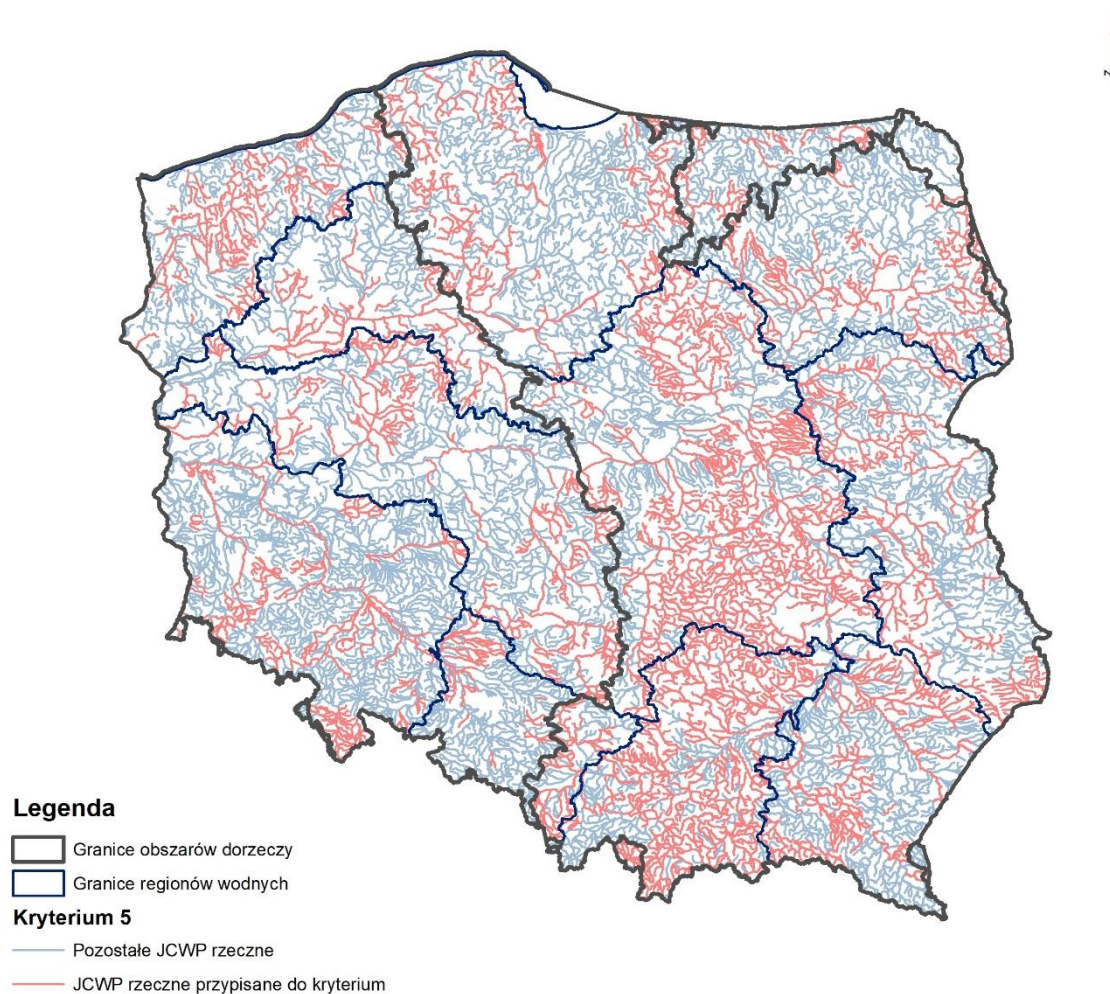 Legenda
Granice obszarów dorzeczy
Granice regionów wodnych
Kryterium 5
Pozostałe JCWP rzeczne
JCWP rzeczne przypisane do kryterium